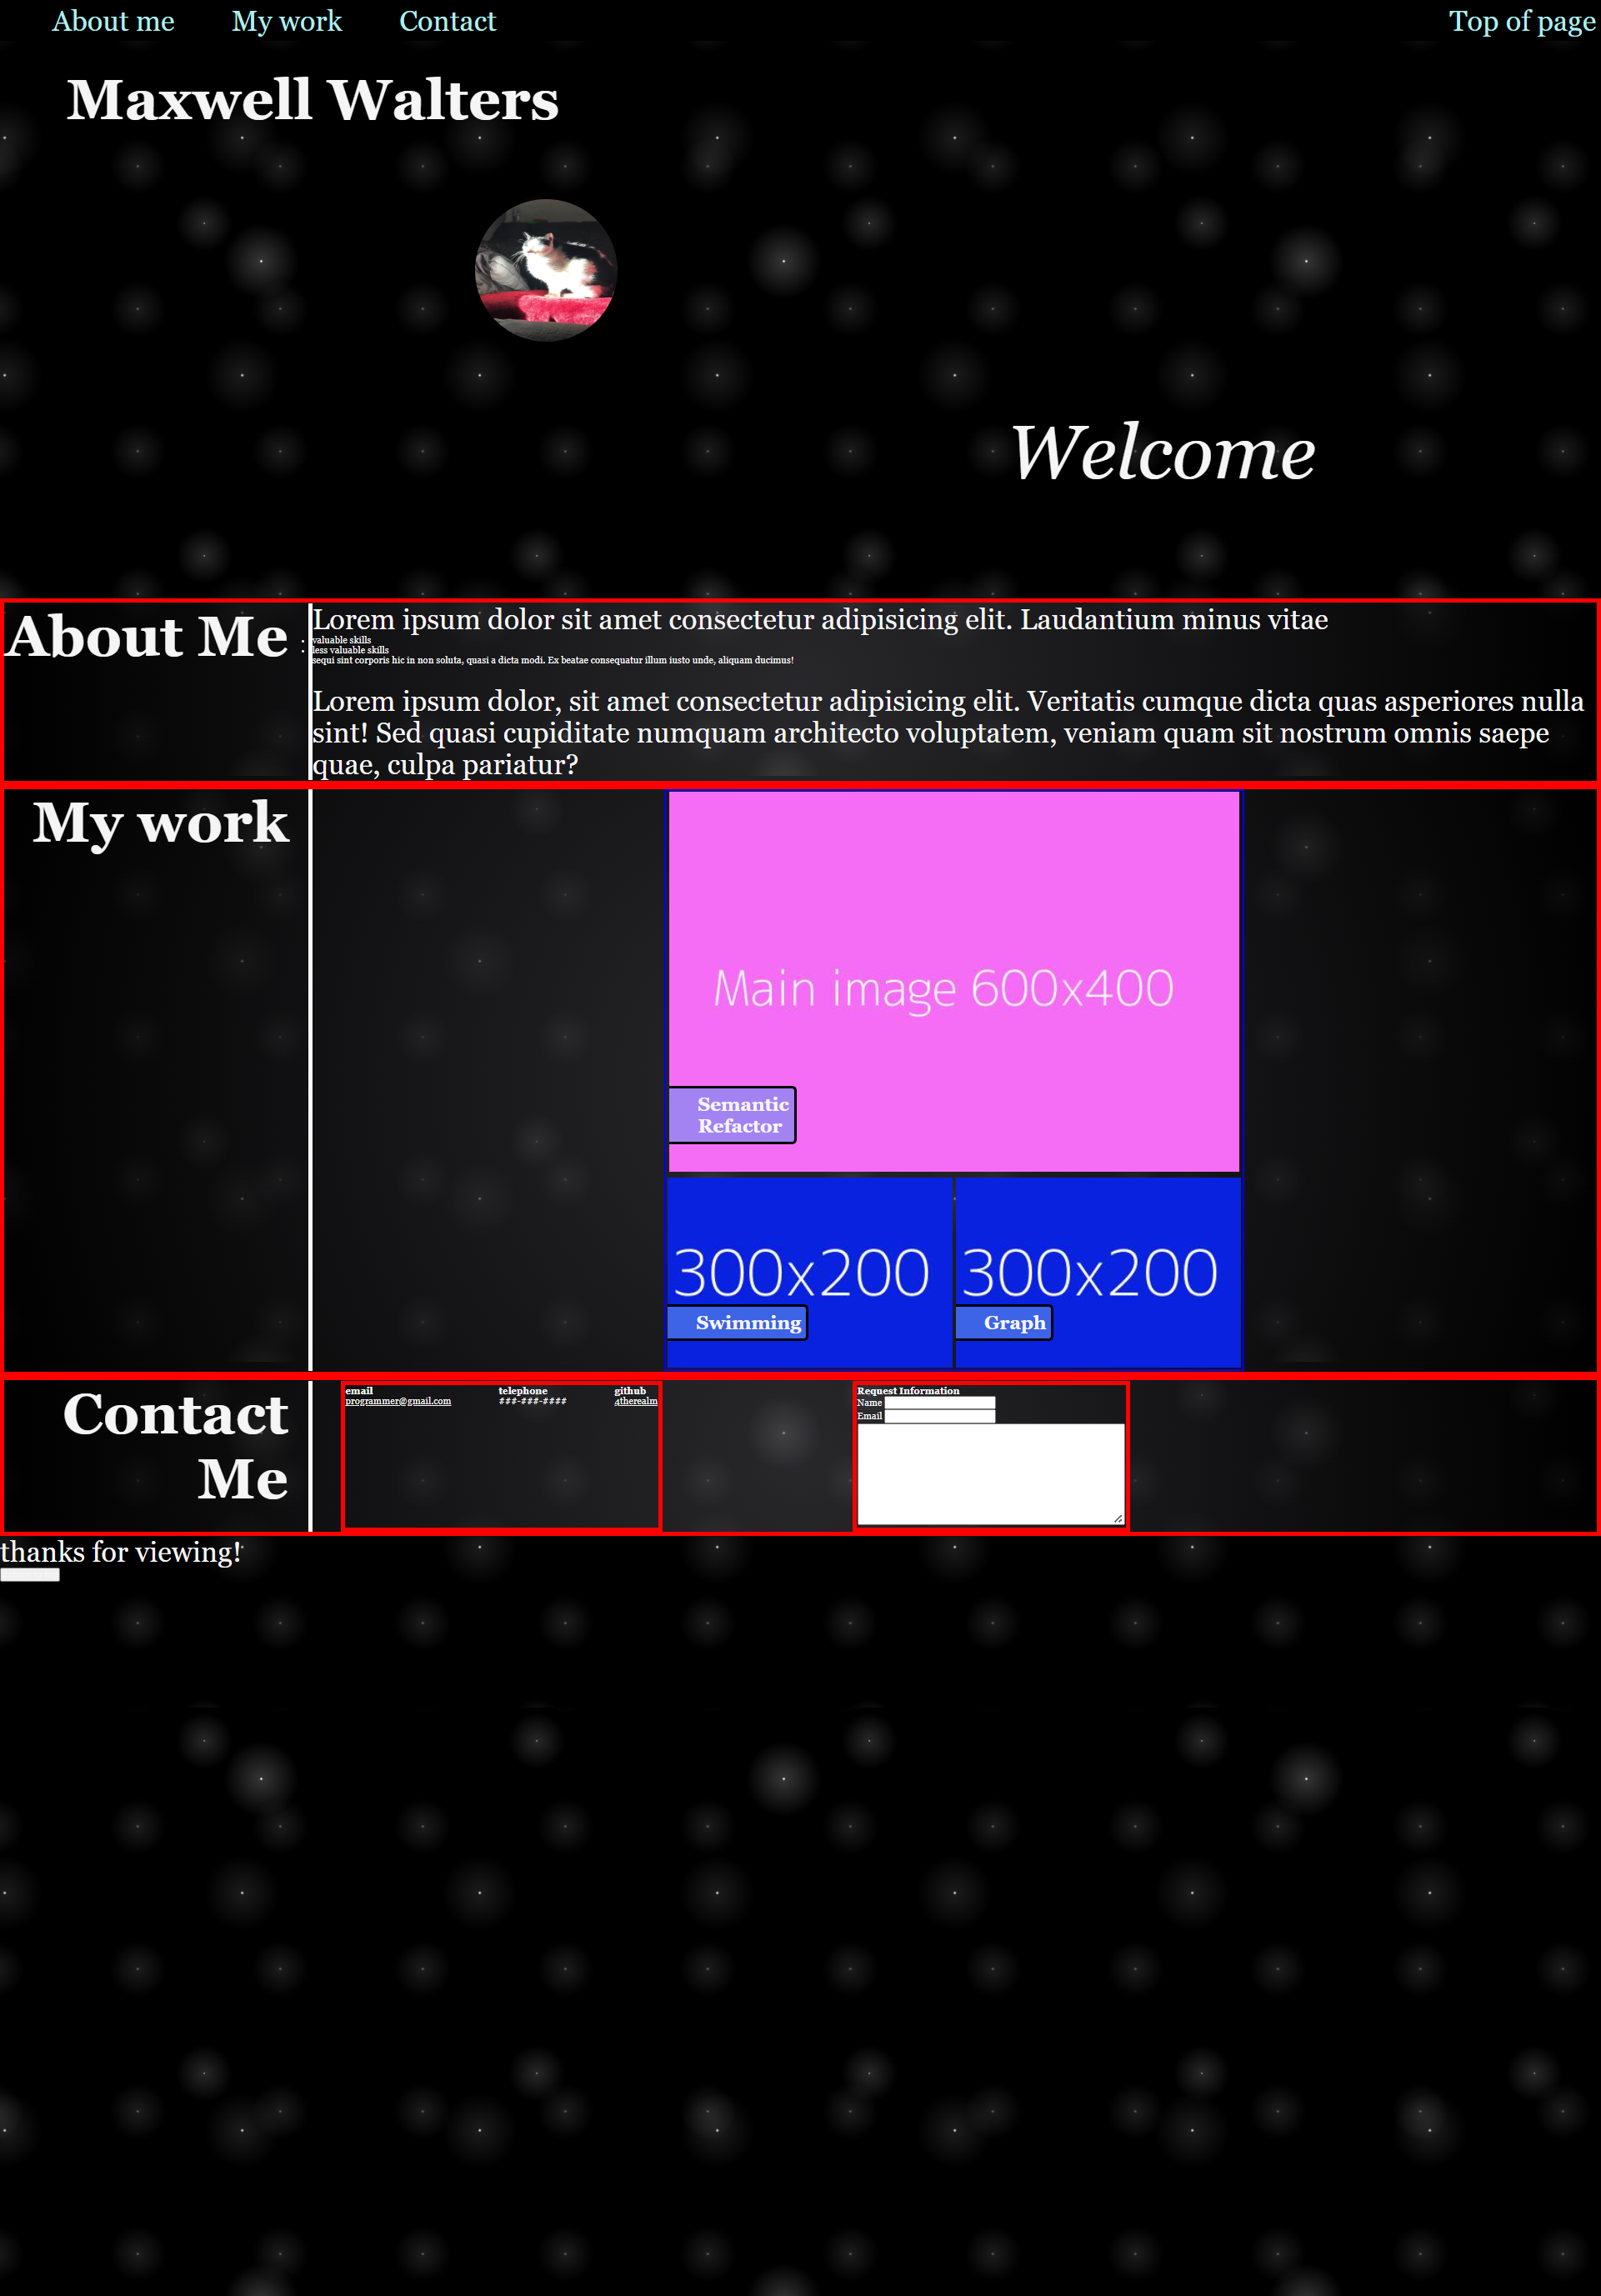 About me
My work
Contact
Top of page
Maxwell Walters
Welcome
About Me
Lorem ipsum dolor sit amet consectetur adipisicing elit. Laudantium minus vitae
valuable skills
less valuable skills
sequi sint corporis hic in non soluta, quasi a dicta modi. Ex beatae consequatur illum iusto unde, aliquam ducimus!
Lorem ipsum dolor, sit amet consectetur adipisicing elit. Veritatis cumque dicta quas asperiores nulla
sint! Sed quasi cupiditate numquam architecto voluptatem, veniam quam sit nostrum omnis saepe
quae, culpa pariatur?
My work
Main image 600x400
Semantic
Refactor
300x200
Swimming
300x200
Graph
Contact
Me
email
programmer@gmail.com
telephone
###-###-####
github
4therealm
Request Information
Name
Email
thanks for viewing!